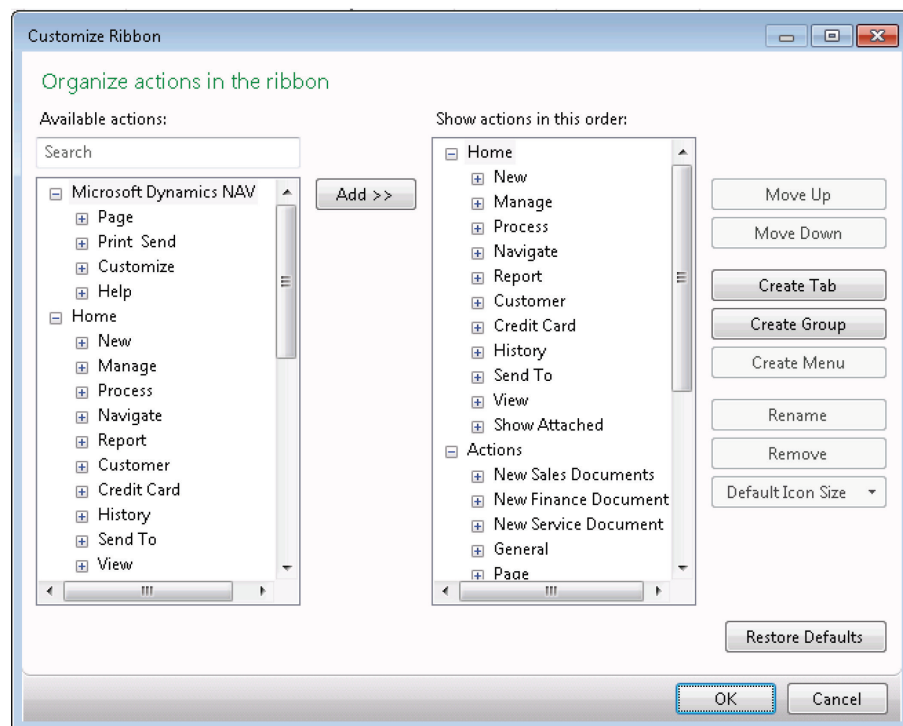 Customize Ribbon
Organize actions in the ribbon
Available actions:
Search
Microsoft Dynamics NAV
Page
Print Send
Customize
Help
Home
New
Manage
Process
Navigate
Report
Customer
Credit Card
History
Send To
View
Add >>
Show actions in this order:
Home
New
Manage
Process
Navigate
Report
Customer
Credit Card
History
Send To
View
Show Attached
Actions
New Sales Documents
New Finance Document
New Service Document
General
Page
Move Up
Move Down
Create Tab
Create Group
Create Menu
Rename
Remove
Default Icon Size
Restore Defaults
OK
Cancel